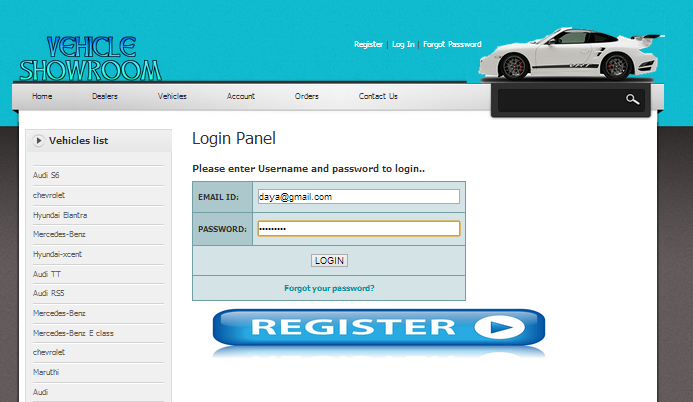 VEHICLE
SHOWROOM
Register | Log In | Forgot Password
Home Dealers Vehicles Account Orders Contact Us
Vehicles list
Audi S6
chevrolet
Hyundai Elantra
Mercedes-Benz
Hyundai-xcent
Audi TT
Audi RS5
Mercedes-Benz
Mercedes-Benz E class
chevrolet
Maruthi
Audi
Login Panel
Please enter Username and password to login..
EMAIL ID: daya@gmail.com
PASSWORD: •••••••••
LOGIN
Forgot your password?
REGISTER